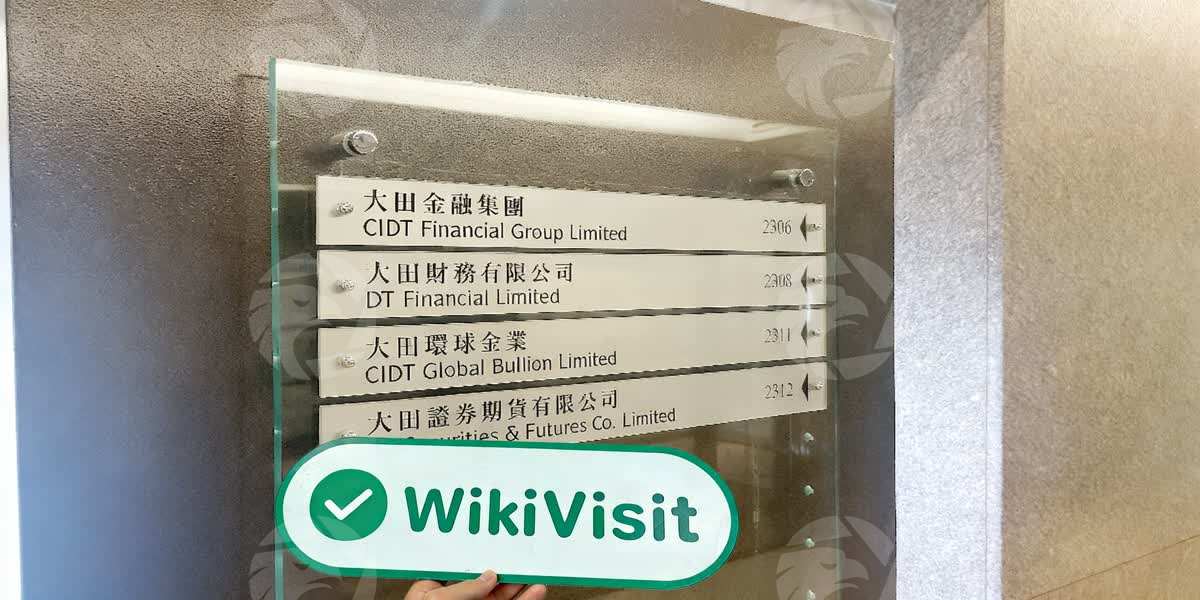 大田金融集團
CIDT Financial Group Limited
2306
大田財務有限公司
DT Financial Limited
2308
大田環球金業
CIDT Global Bullion Limited
2311
大田證券期貨有限公司
& Futures Co. Limited
2312
WikiVisit